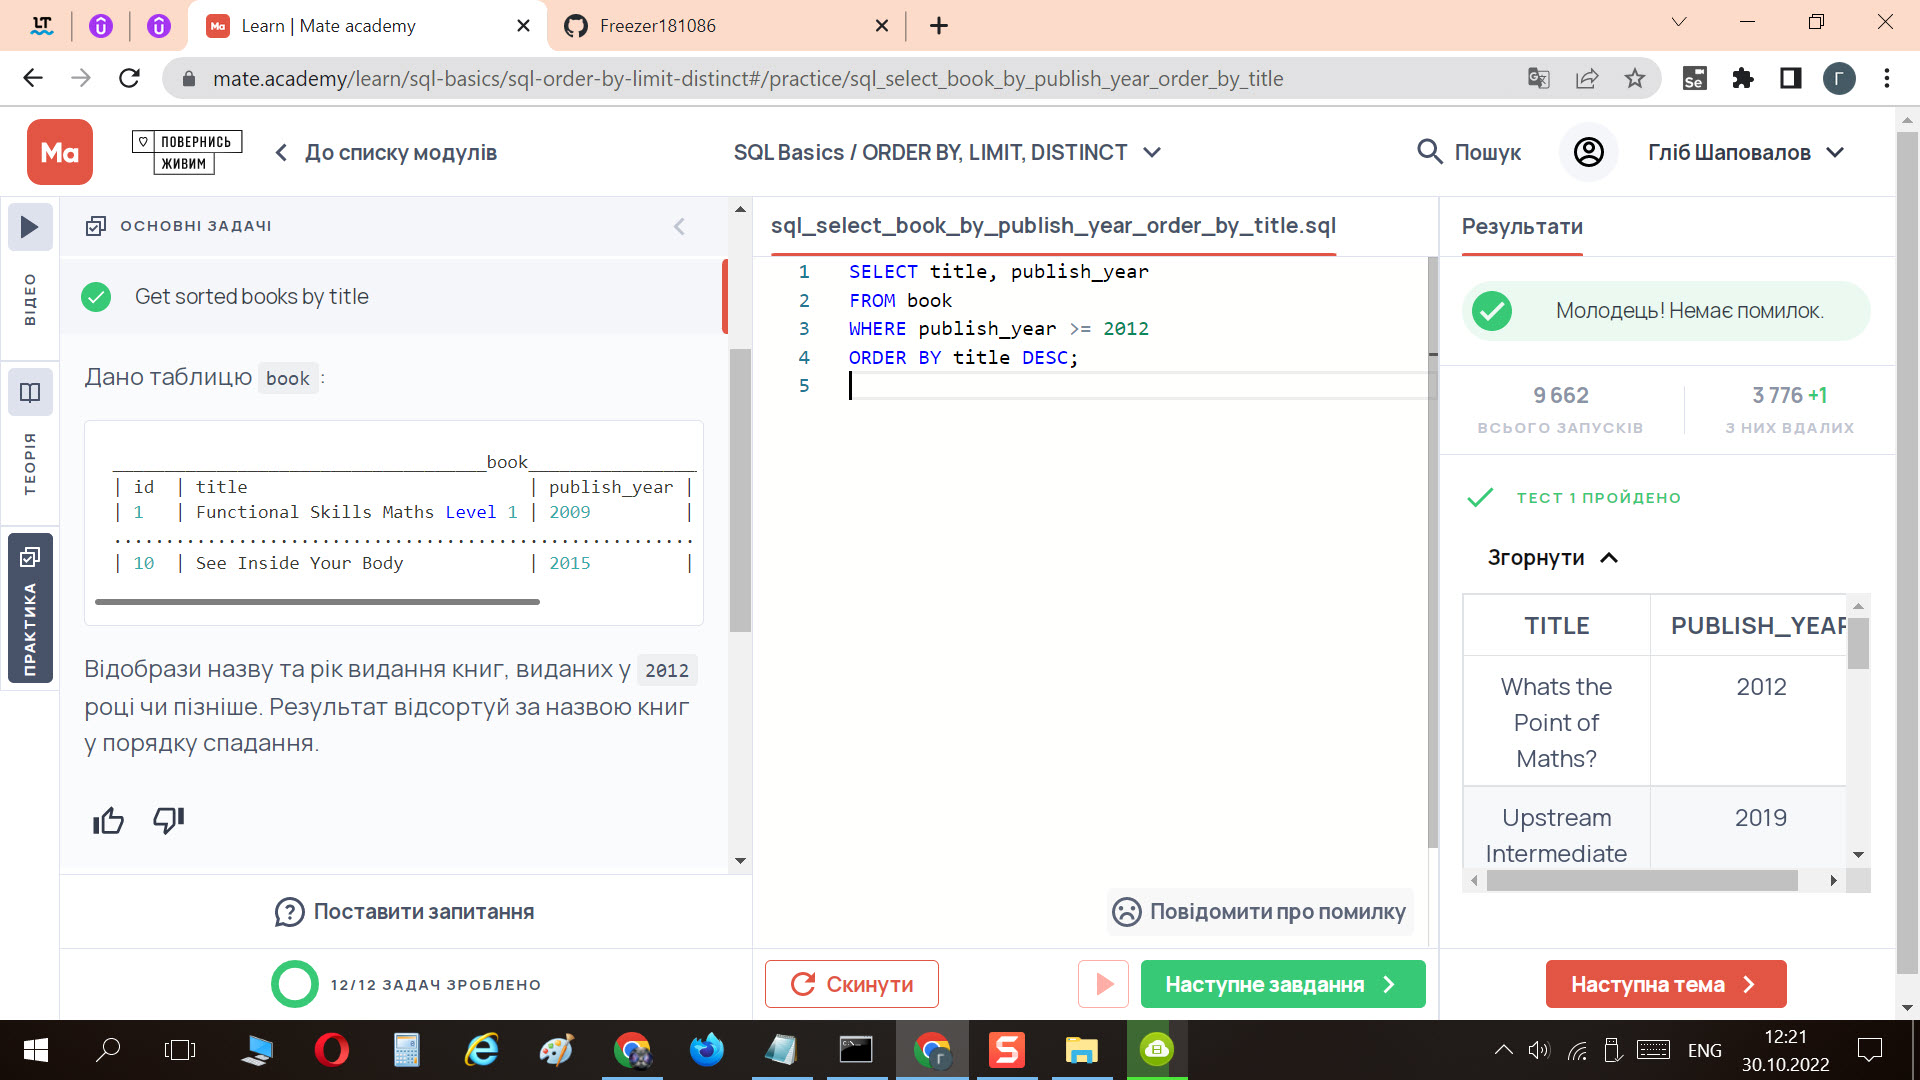 Learn | Mate academy
Freezer181086
mate.academy/learn/sql-basics/sql-order-by-limit-distinct#/practice/sql_select_book_by_publish_year_order_by_title
Se
Г
Ma
ПОВЕРНИСЬ
ЖИВИМ
До списку модулів
SQL Basics / ORDER BY, LIMIT, DISTINCT
Пошук
Гліб Шаповалов
ВІДЕО
ТЕОРІЯ
ПРАКТИКА
ОСНОВНІ ЗАДАЧІ
Get sorted books by title
Дано таблицю book :
____________________________________book________________
| id | title | publish_year |
| 1 | Functional Skills Maths Level 1 | 2009 |
........................................................
| 10 | See Inside Your Body | 2015 |
Відобрази назву та рік видання книг, виданих у 2012
році чи пізніше. Результат відсортуй за назвою книг
у порядку спадання.
Поставити запитання
12/12 ЗАДАЧ ЗРОБЛЕНО
sql_select_book_by_publish_year_order_by_title.sql
1 SELECT title, publish_year
2 FROM book
3 WHERE publish_year >= 2012
4 ORDER BY title DESC;
5
Повідомити про помилку
Скинути
Наступне завдання
Результати
Молодець! Немає помилок.
9 662
ВСЬОГО ЗАПУСКІВ
3 776 +1
З НИХ ВДАЛИХ
ТЕСТ 1 ПРОЙДЕНО
Згорнути
TITLE PUBLISH_YEAR
Whats the 2012
Point of
Maths?
Upstream 2019
Intermediate
Наступна тема
ENG
12:21
30.10.2022